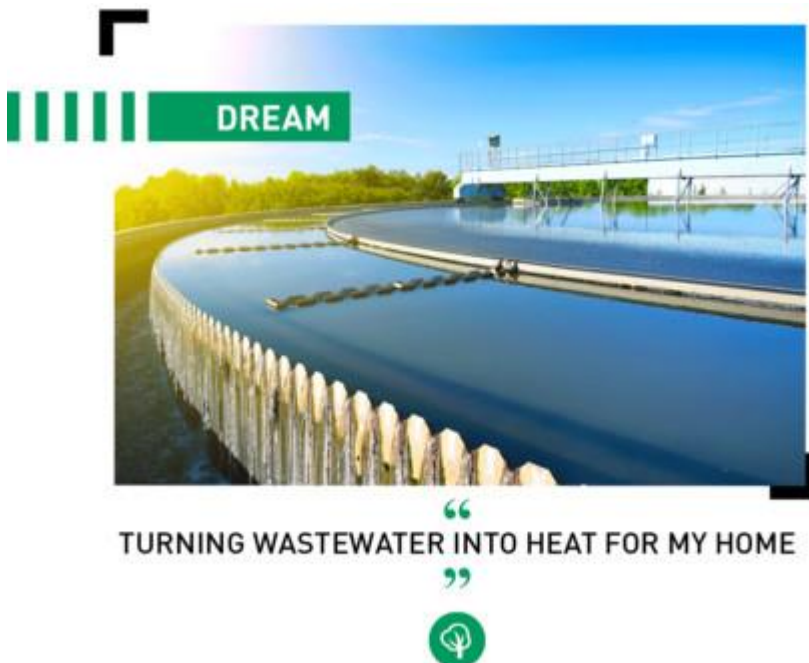 DREAM
“
TURNING WASTEWATER INTO HEAT FOR MY HOME
”